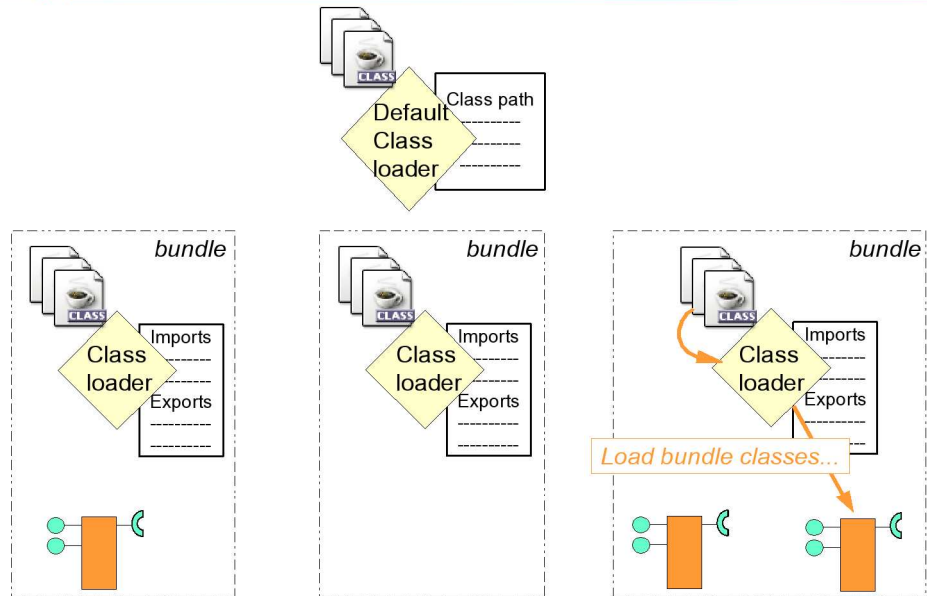 CLASS
Default
Class
loader
Class path
----------
----------
----------
bundle
CLASS
Class
loader
Imports
----------
----------
Exports
----------
----------
bundle
CLASS
Class
loader
Imports
----------
----------
Exports
----------
----------
bundle
CLASS
Class
loader
Imports
----------
----------
Exports
----------
----------
Load bundle classes...